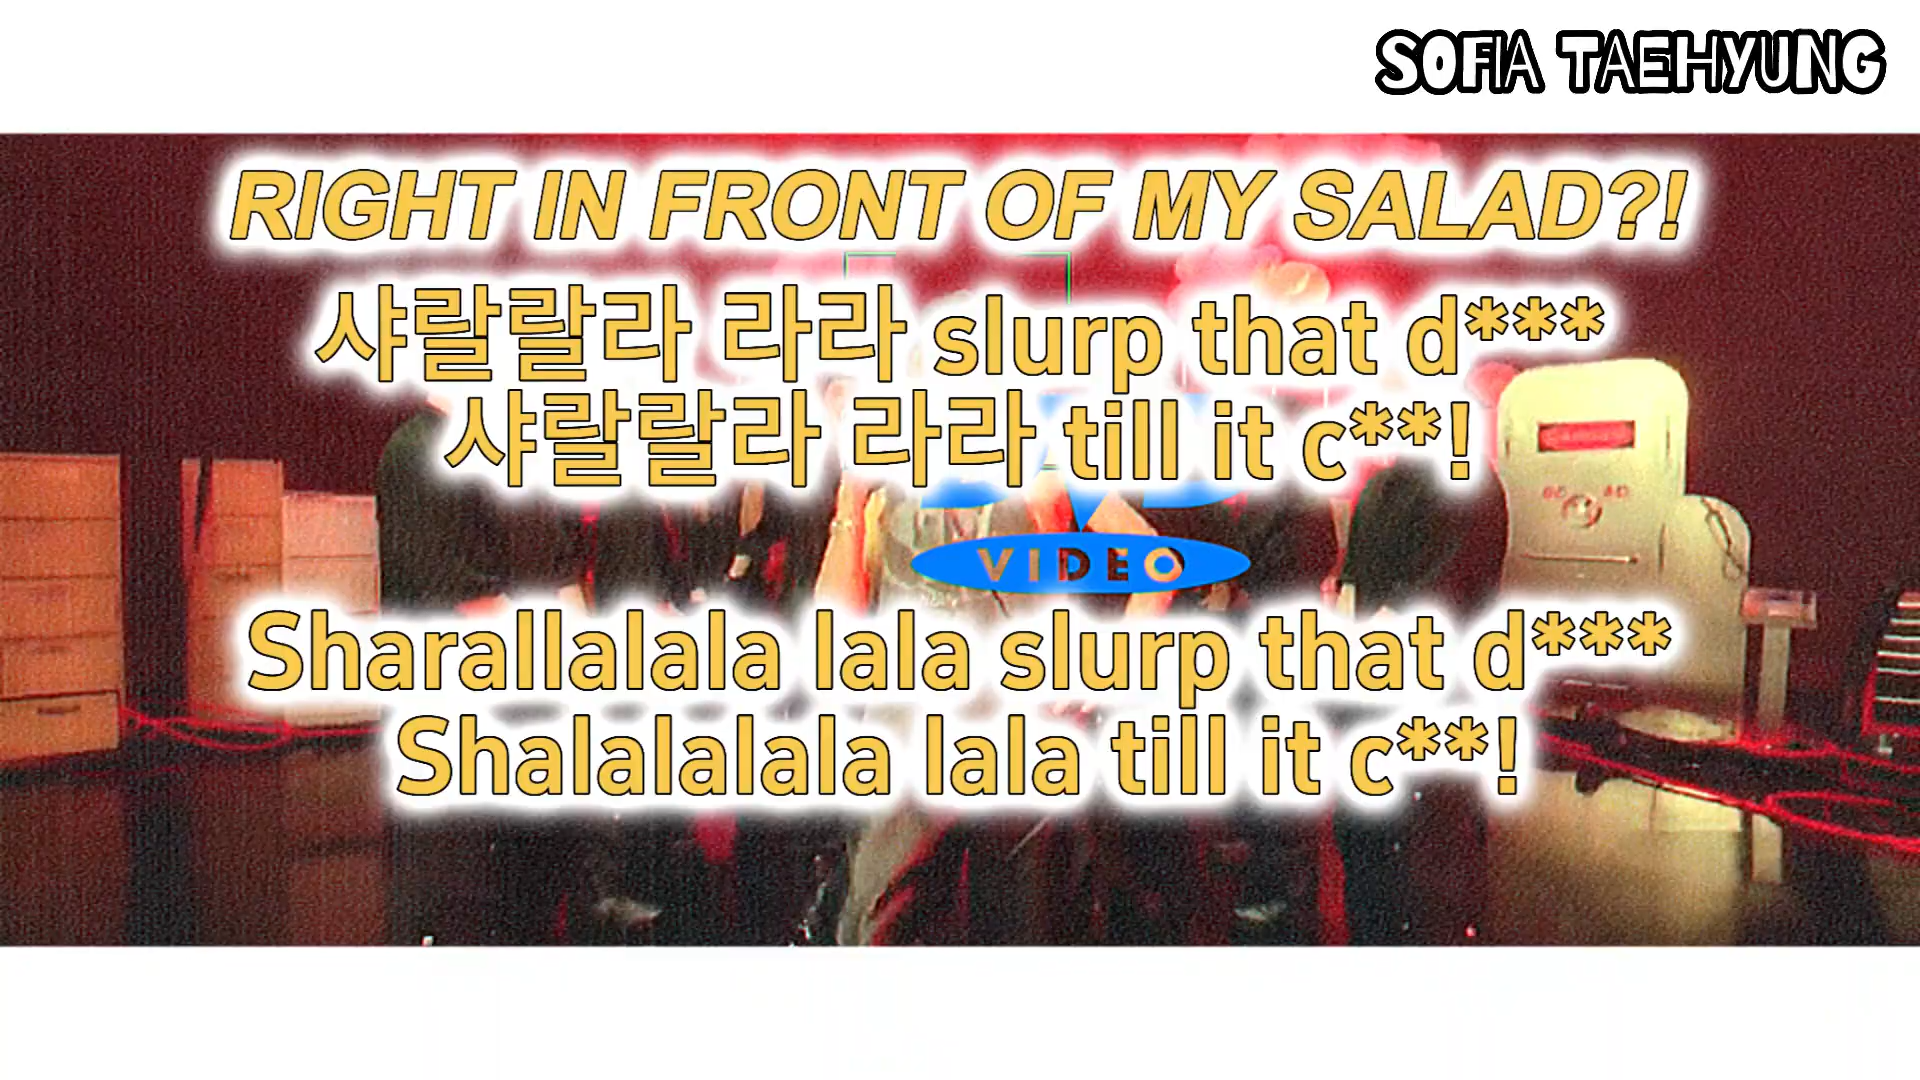 SOFIA TAEHYUNG
RIGHT IN FRONT OF MY SALAD?!
샤랄랄라 라라 slurp that d***
샤랄랄라 라라 till it c**!
VIDEO
Sharallalala lala slurp that d***
Shalalalala lala till it c**!